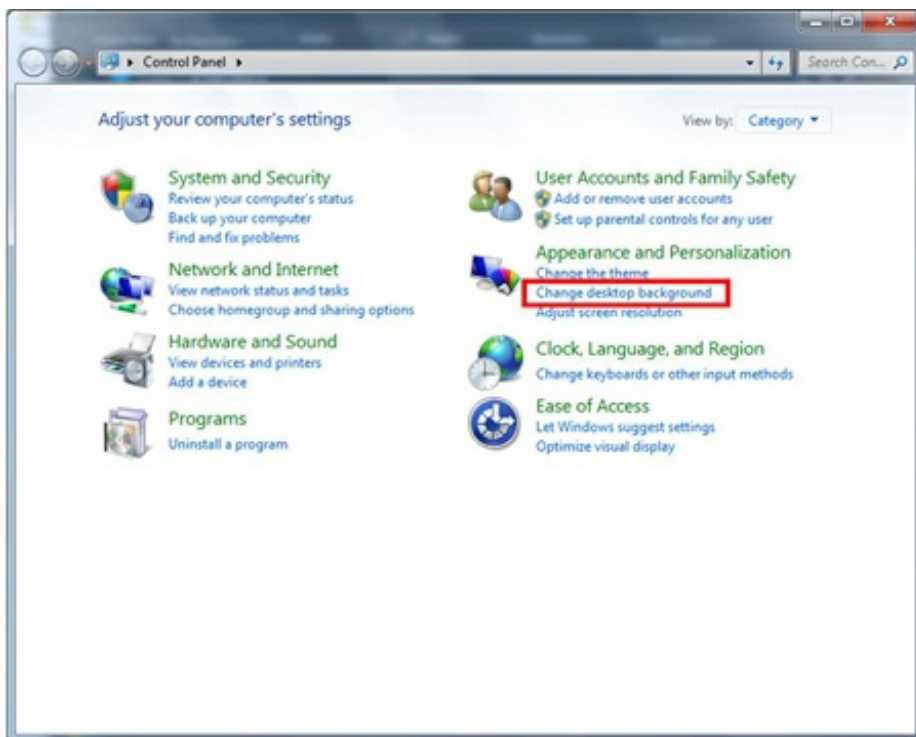 Control Panel
Search Con...
Adjust your computer's settings
View by: Category
System and Security
Review your computer's status
Back up your computer
Find and fix problems
Network and Internet
View network status and tasks
Choose homegroup and sharing options
Hardware and Sound
View devices and printers
Add a device
Programs
Uninstall a program
User Accounts and Family Safety
Add or remove user accounts
Set up parental controls for any user
Appearance and Personalization
Change the theme
Change desktop background
Adjust screen resolution
Clock, Language, and Region
Change keyboards or other input methods
Ease of Access
Let Windows suggest settings
Optimize visual display